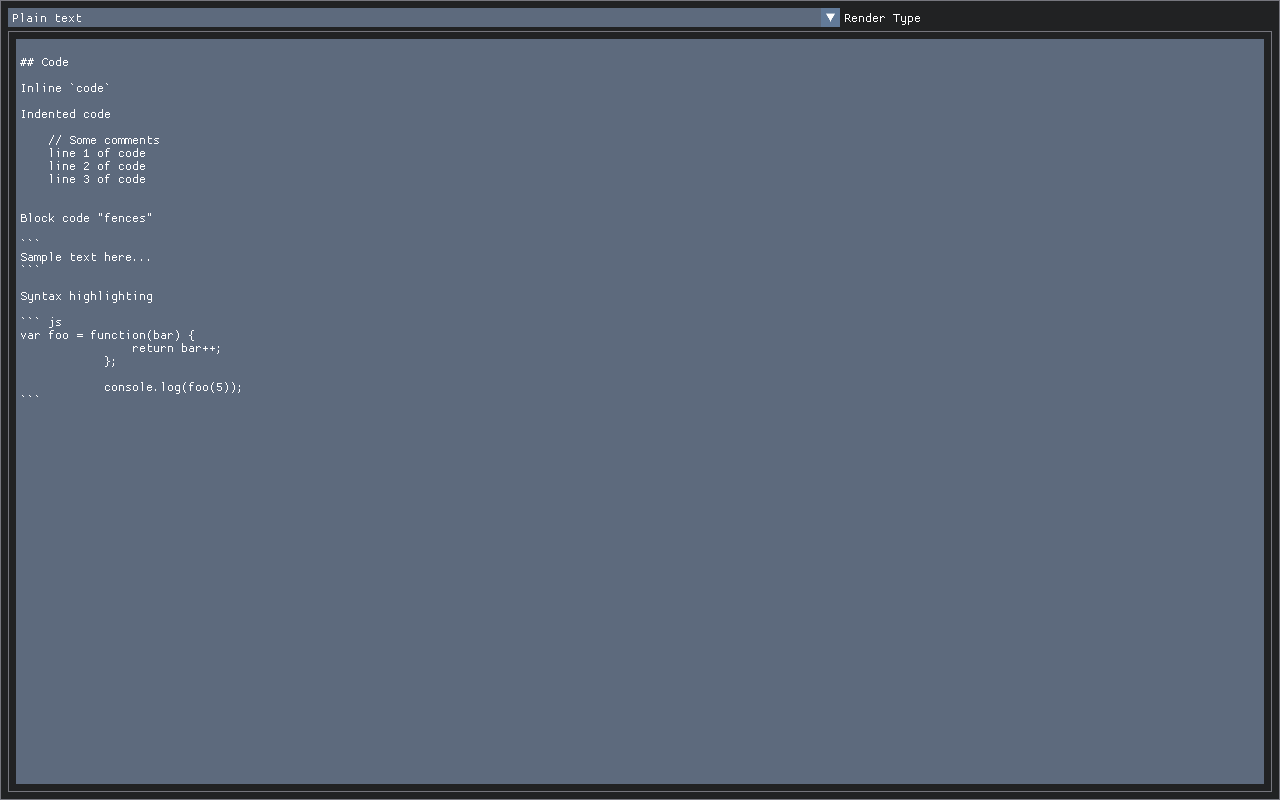 Plain text
Render Type
## Code
Inline `code`
Indented code
    // Some comments
    line 1 of code
    line 2 of code
    line 3 of code
Block code "fences"
```
Sample text here...
```
Syntax highlighting
``` js
var foo = function(bar) {
                return bar++;
            };
            console.log(foo(5));
```